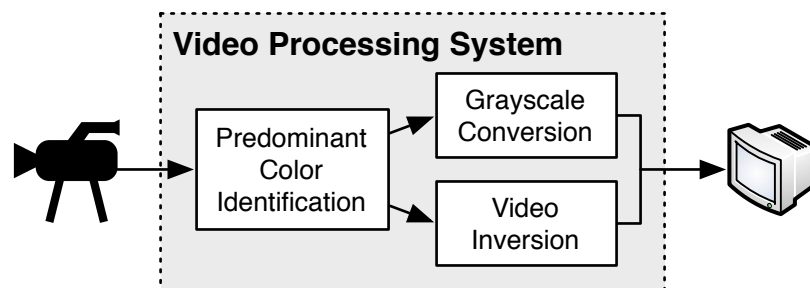 Video Processing System
Predominant
Color
Identification
Grayscale
Conversion
Video
Inversion